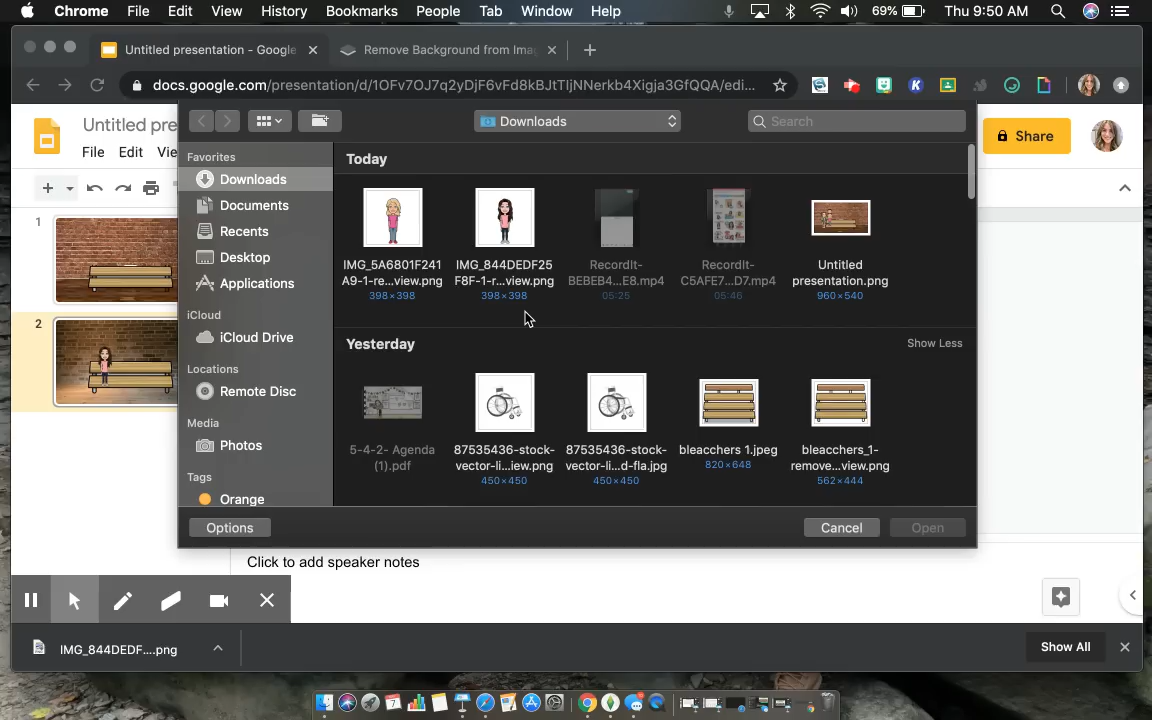 Chrome File Edit View History Bookmarks People Tab Window Help 69% Thu 9:50 AM
Untitled presentation - Google
Remove Background from Ima
docs.google.com/presentation/d/1OFv7OJ7q2yDjF6vFd8kBJtTIjNNerkb4Xigja3GfQQA/edi...
Untitled pre
File Edit Vie
Share
Downloads
Search
Favorites
Downloads
Documents
Recents
Desktop
Applications
iCloud
iCloud Drive
Locations
Remote Disc
Media
Photos
Tags
Orange
Today
IMG_5A6801F241
A9-1-re...view.png
398×398
IMG_844DEDF25
F8F-1-r...view.png
398×398
RecordIt-
BEBEB4...E8.mp4
05:25
RecordIt-
C5AFE7...D7.mp4
05:46
Untitled
presentation.png
960×540
Yesterday
Show Less
5-4-2- Agenda
(1).pdf
87535436-stock-
vector-li...iew.png
450×450
87535436-stock-
vector-li...d-fla.jpg
450×450
bleacchers 1.jpeg
820×648
bleacchers_1-
remove...view.png
562×444
Options
Cancel
Open
1
2
Click to add speaker notes
IMG_844DEDF....png
Show All